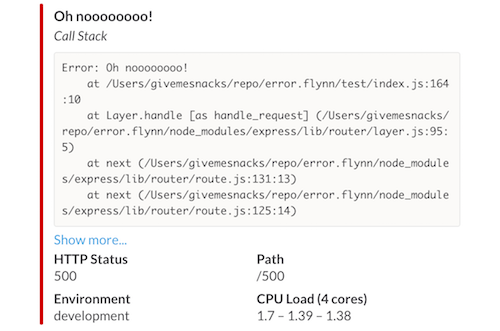 Oh noooooooo!
Call Stack
Error: Oh noooooooo!
    at /Users/givemesnacks/repo/error.flynn/test/index.js:164
:10
    at Layer.handle [as handle_request] (/Users/givemesnacks/
repo/error.flynn/node_modules/express/lib/router/layer.js:95:
5)
    at next (/Users/givemesnacks/repo/error.flynn/node_module
s/express/lib/router/route.js:131:13)
    at next (/Users/givemesnacks/repo/error.flynn/node_module
s/express/lib/router/route.js:125:14)
Show more...
HTTP Status Path
500 /500
Environment CPU Load (4 cores)
development 1.7 – 1.39 – 1.38